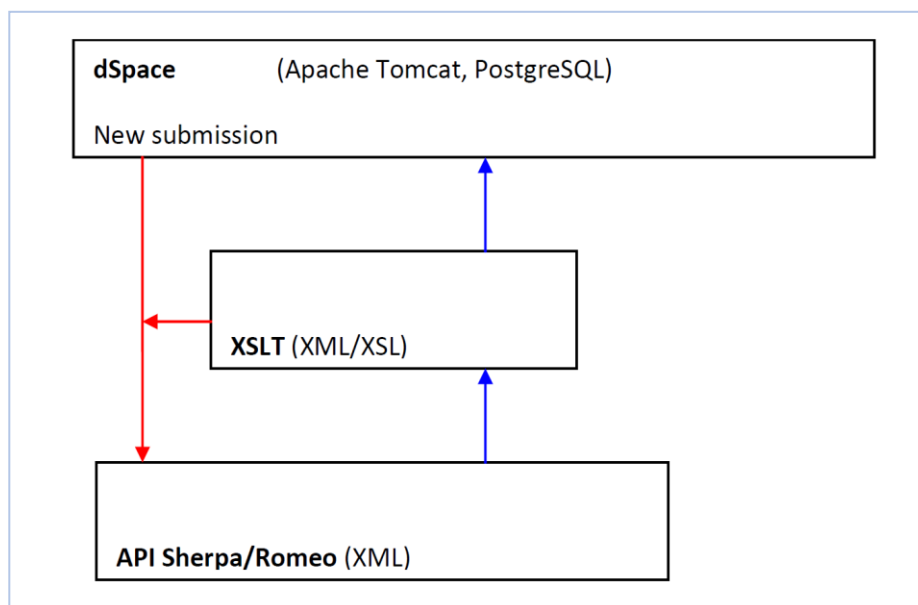 dSpace (Apache Tomcat, PostgreSQL)
New submission
XSLT (XML/XSL)
API Sherpa/Romeo (XML)